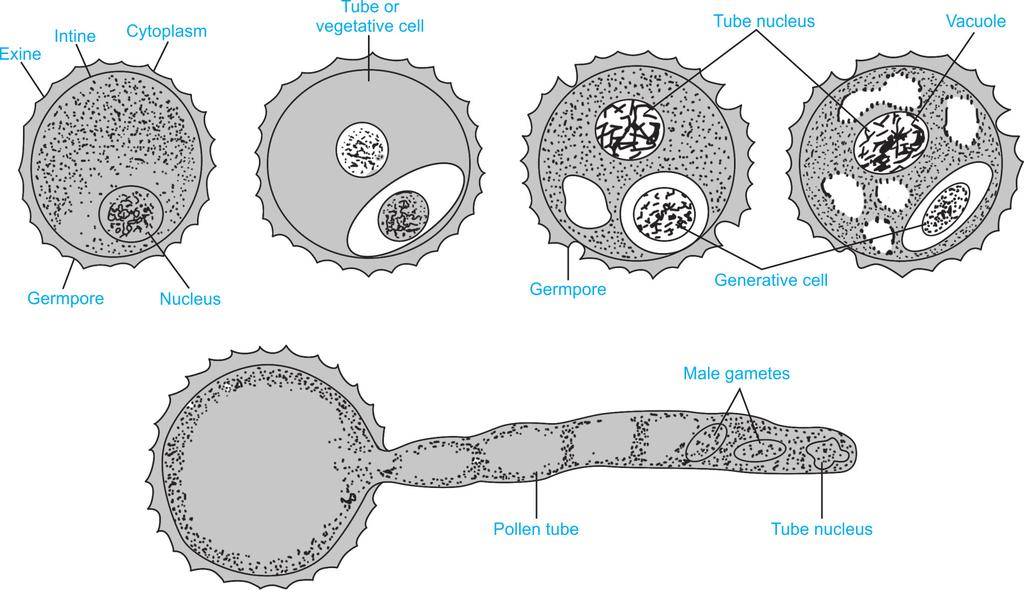 Exine
Intine
Cytoplasm
Tube or
vegetative cell
Tube nucleus
Vacuole
Germpore
Nucleus
Germpore
Generative cell
Male gametes
Pollen tube
Tube nucleus